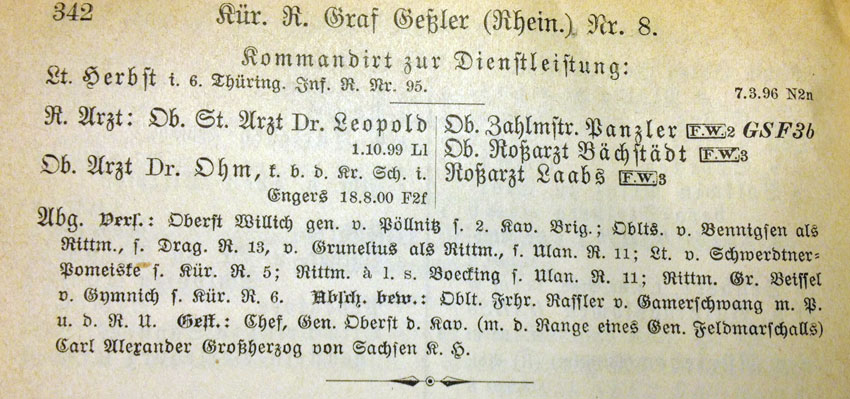 342
Kür. R. Graf Geßler (Rhein.) Nr. 8.
Kommandirt zur Dienstleistung:
Lt. Herbst i. 6. Thüring. Inf. R. Nr. 95.
7.3.96 N2n
R. Arzt: Ob. St. Arzt Dr. Leopold
1.10.99 L1
Ob. Arzt Dr. Ohm, k. b. d. Kr. Sch. i.
Engers 18.8.00 F2f
Ob. Zahlmstr. Panzler F.W.2 GSF3b
Ob. Roßarzt Bächstädt F.W.3
Roßarzt Laabs F.W.3
Abg. Vers.: Oberst Willich gen. v. Pöllnitz s. 2. Kav. Brig.; Oblts. v. Bennigsen als
Rittm., s. Drag. R. 13, v. Grunelius als Rittm., s. Ulan. R. 11; Lt. v. Schwerdtner-
Pomeiste s. Kür. R. 5; Rittm. à l. s. Boecking s. Ulan. R. 11; Rittm. Gr. Beissel
v. Gymnich s. Kür. R. 6. Absch. bew.: Oblt. Frhr. Rassler v. Gamerschwang m. P.
u. d. R. U. Gest.: Chef, Gen. Oberst d. Kav. (m. d. Range eines Gen. Feldmarschalls)
Carl Alexander Großherzog von Sachsen K. H.